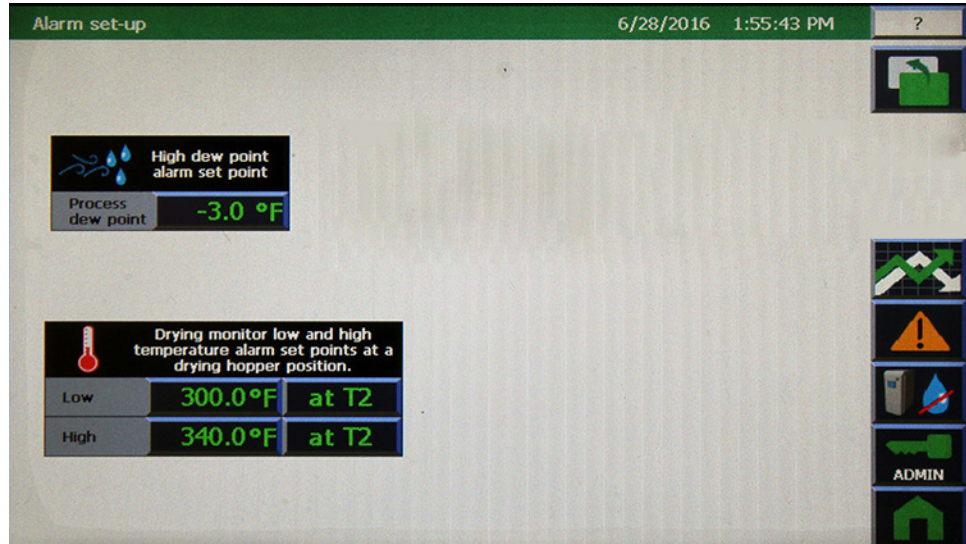 Alarm set-up 6/28/2016 1:55:43 PM ?
High dew point
alarm set point
Process
dew point -3.0 °F
Drying monitor low and high
temperature alarm set points at a
drying hopper position.
Low 300.0°F at T2
High 340.0°F at T2
ADMIN